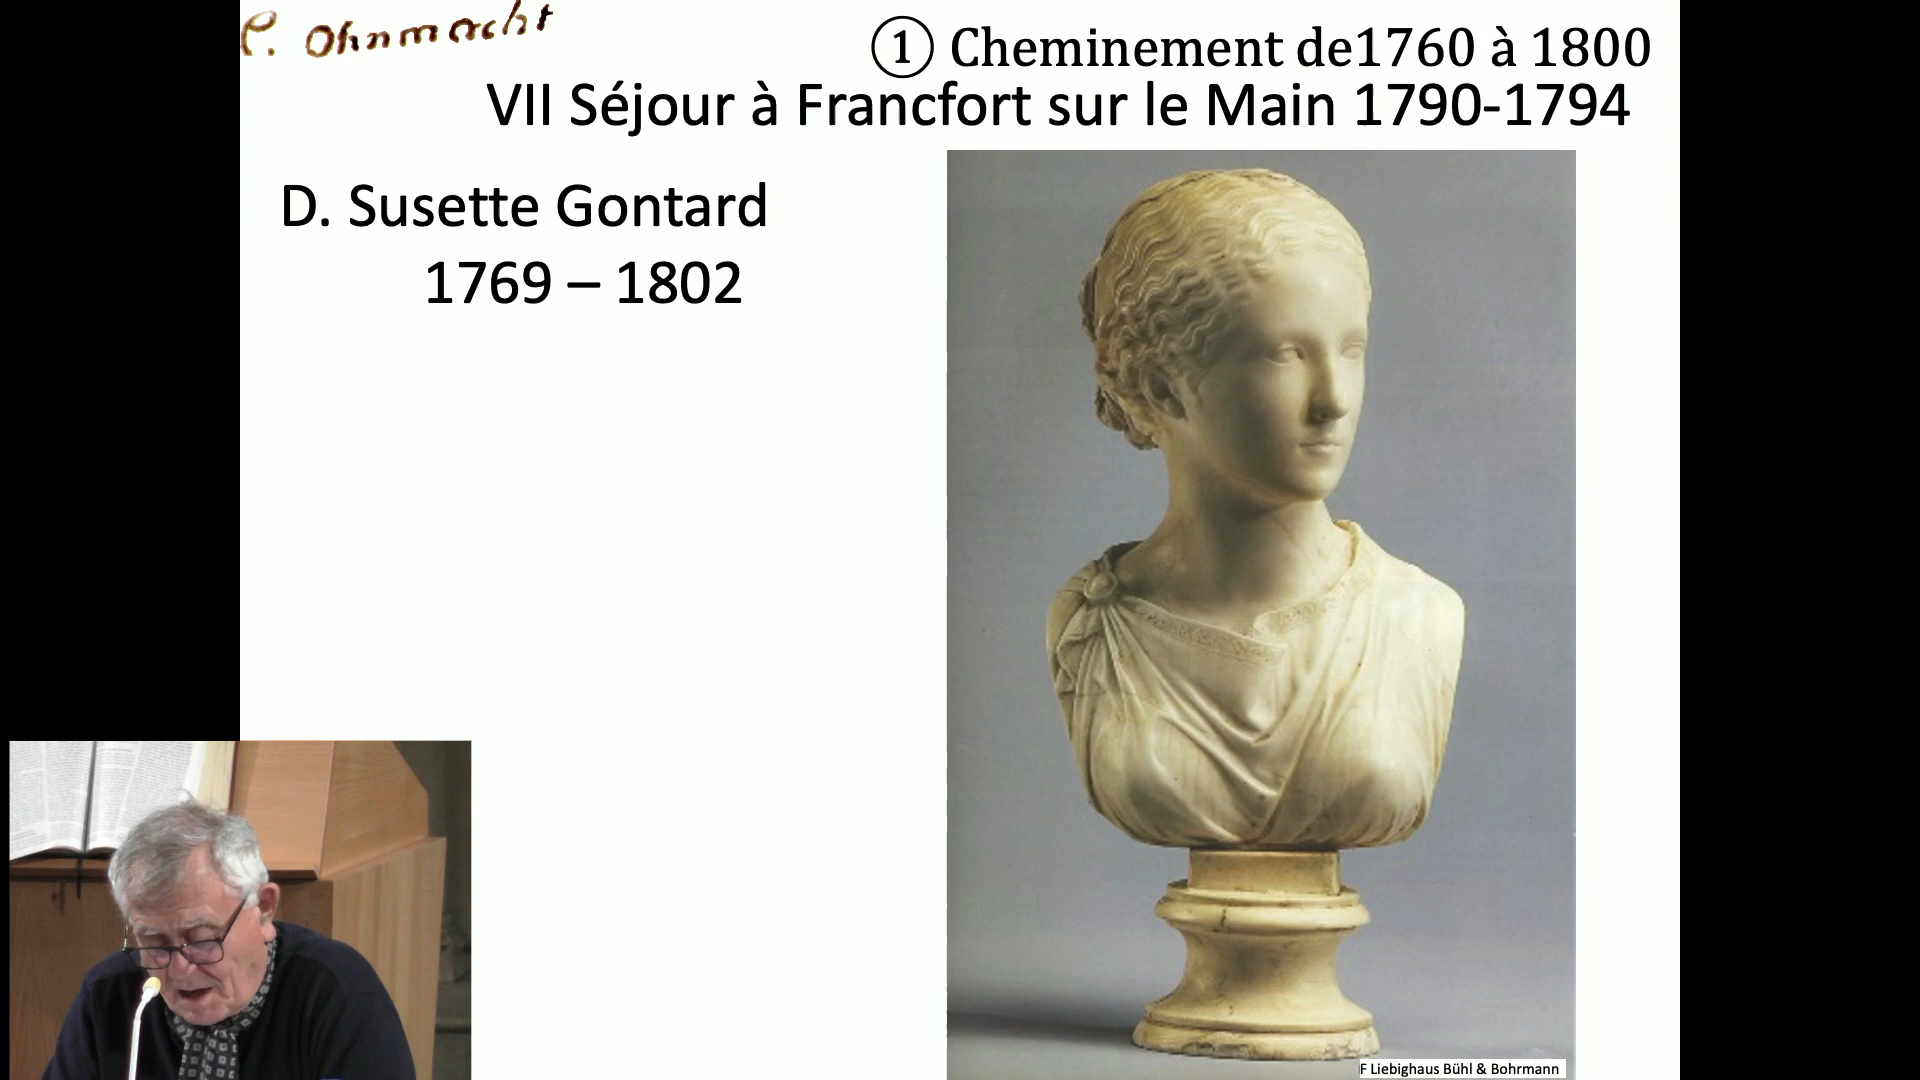 C. Ohnmacht
① Cheminement de1760 à 1800
VII Séjour à Francfort sur le Main 1790-1794
D. Susette Gontard
1769 – 1802
F Liebighaus Bühl & Bohrmann